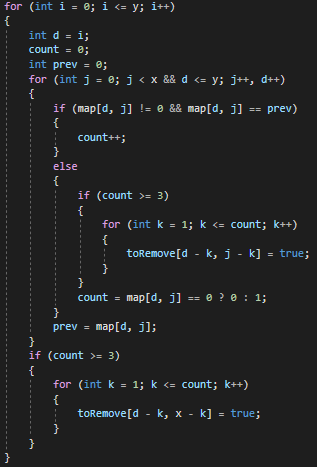 for (int i = 0; i <= y; i++)
{
int d = i;
count = 0;
int prev = 0;
for (int j = 0; j < x && d <= y; j++, d++)
{
if (map[d, j] != 0 && map[d, j] == prev)
{
count++;
}
else
{
if (count >= 3)
{
for (int k = 1; k <= count; k++)
{
toRemove[d - k, j - k] = true;
}
}
count = map[d, j] == 0 ? 0 : 1;
}
prev = map[d, j];
}
if (count >= 3)
{
for (int k = 1; k <= count; k++)
{
toRemove[d - k, x - k] = true;
}
}
}